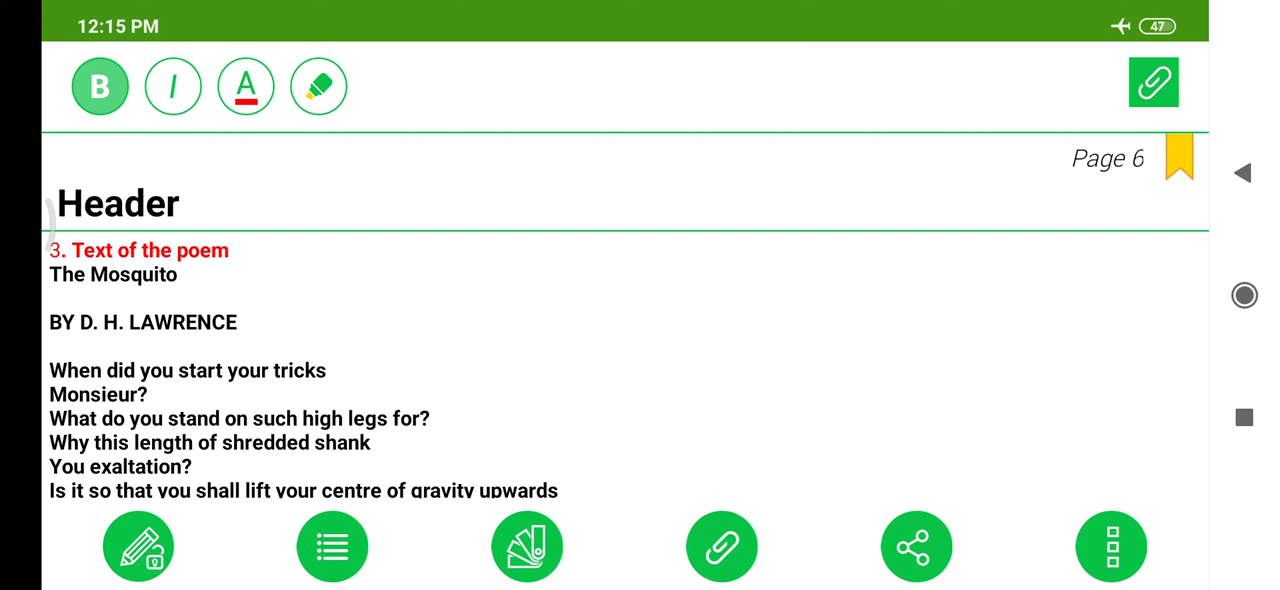 12:15 PM
47
B I A
Page 6
Header
3. Text of the poem
The Mosquito
BY D. H. LAWRENCE
When did you start your tricks
Monsieur?
What do you stand on such high legs for?
Why this length of shredded shank
You exaltation?
Is it so that you shall lift your centre of gravity upwards